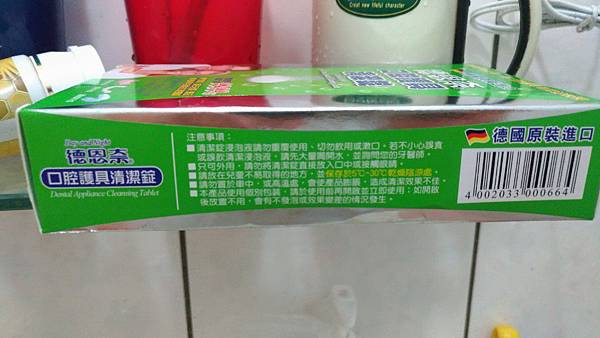 Creat new lifeful character
Day and Night
德恩奈
口腔護具清潔錠
Dental Appliance Cleansing Tablet
注意事項：
■清潔錠浸泡液請勿重覆使用、切勿飲用或漱口。若不小心誤食
或誤飲清潔浸泡液，請先大量喝開水，並詢問您的牙醫師。
■只可外用，請勿將清潔錠直接放入口中或接觸眼睛。
■請放在兒童不易取得的地方，並保存於5℃~30℃乾燥陰涼處。
■請勿置於車中，或高溫處，會使產品膨脹，造成清潔效果不佳。
■本產品使用個別包裝，請於使用前再開並立即使用；如開啟
後放置不用，會有不發泡或效果變差的情況發生。
德國原裝進口
4 002033 000664